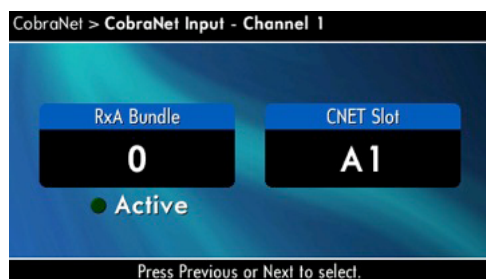 CobraNet > CobraNet Input - Channel 1
RxA Bundle
CNET Slot
0
A1
Active
Press Previous or Next to select.